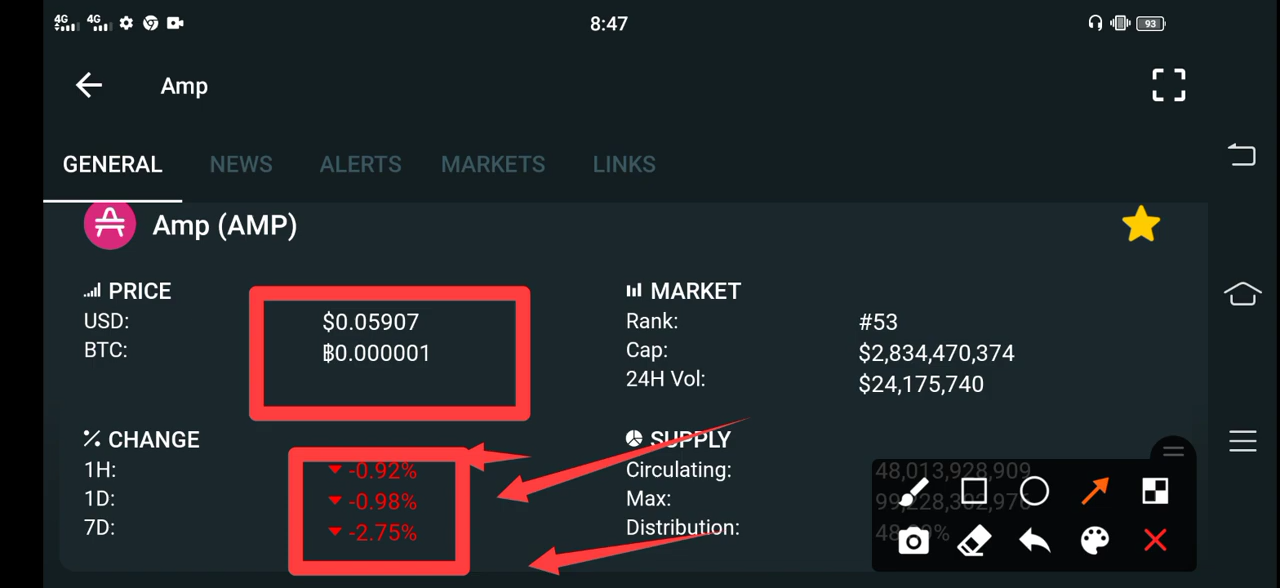 4G 4G 8:47 93
Amp
GENERAL NEWS ALERTS MARKETS LINKS
Amp (AMP)
PRICE
USD: $0.05907
BTC: ₿0.000001
MARKET
Rank: #53
Cap: $2,834,470,374
24H Vol: $24,175,740
CHANGE
1H: -0.92%
1D: -0.98%
7D: -2.75%
SUPPLY
Circulating: 48,013,928,909
Max:
Distribution: